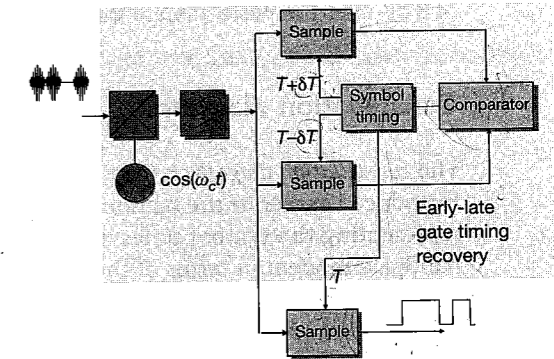 Sample
T+δT
Symbol
timing
Comparator
T−δT
cos(ω_c t)
Sample
Early-late
gate timing
recovery
T
Sample